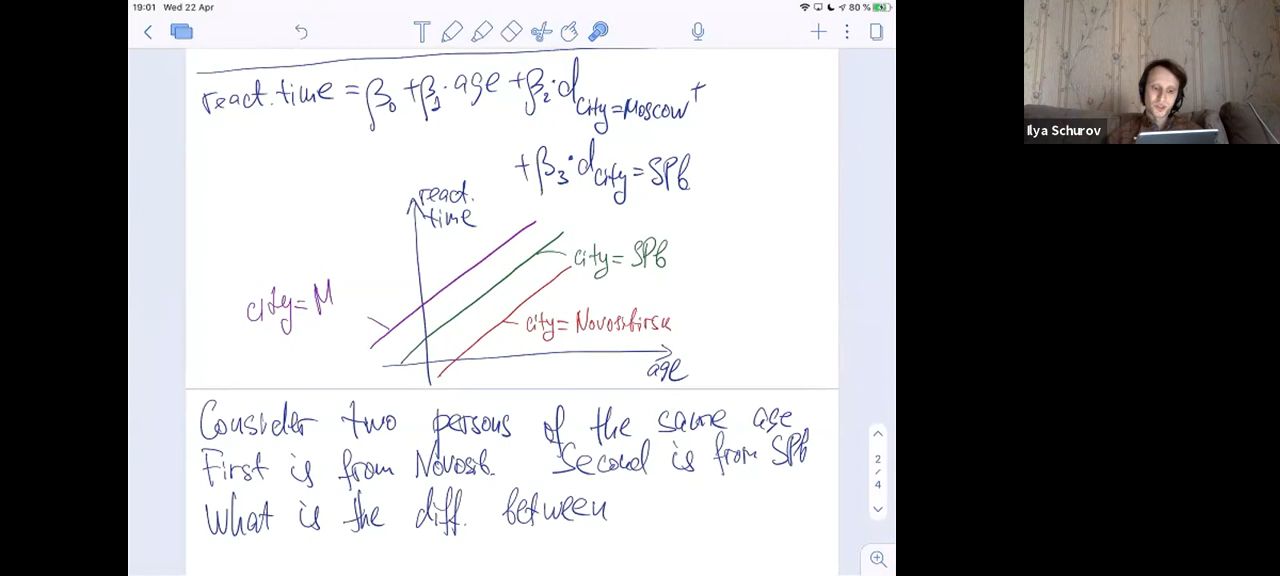 19:01 Wed 22 Apr
80 %
T
Ilya Schurov
react.time = β₀ + β₁·age + β₂·d city=Moscow +
+ β₃·d city=SPb
react. time
city=SPb
city=M
city=Novosibirsk
age
Consider two persons of the same age
First is from Novosib. Second is from SPb
What is the diff. between
2
/
4